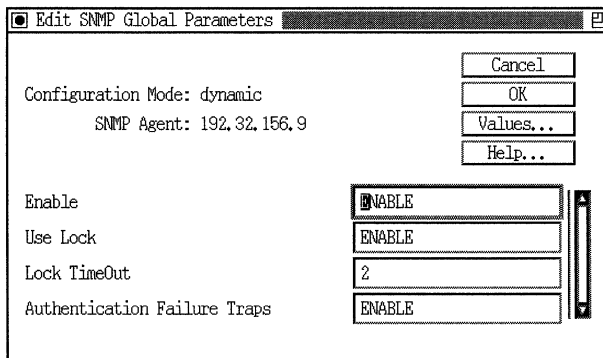 Edit SNMP Global Parameters
Cancel
Configuration Mode: dynamic
OK
SNMP Agent: 192.32.156.9
Values...
Help...
Enable ENABLE
Use Lock ENABLE
Lock TimeOut 2
Authentication Failure Traps ENABLE